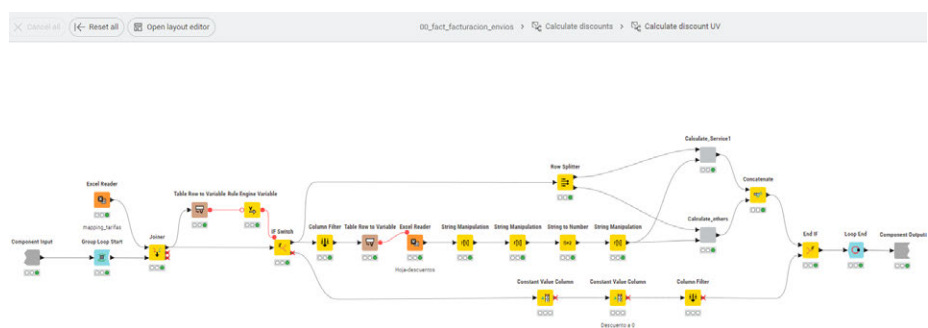 Cancel all
Reset all
Open layout editor
00_fact_facturacion_envios > Calculate discounts > Calculate discount UV
Calculate_Service1
Row Splitter
Excel Reader
Table Row to Variable
Rule Engine Variable
Concatenate
mapping_tarifas
Calculate_others
IF Switch
Column Filter
Table Row to Variable
Excel Reader
String Manipulation
String Manipulation
String to Number
String Manipulation
Component Input
Group Loop Start
Joiner
End IF
Loop End
Component Output
Hoja-descuentos
Constant Value Column
Constant Value Column
Column Filter
Descuento a 0